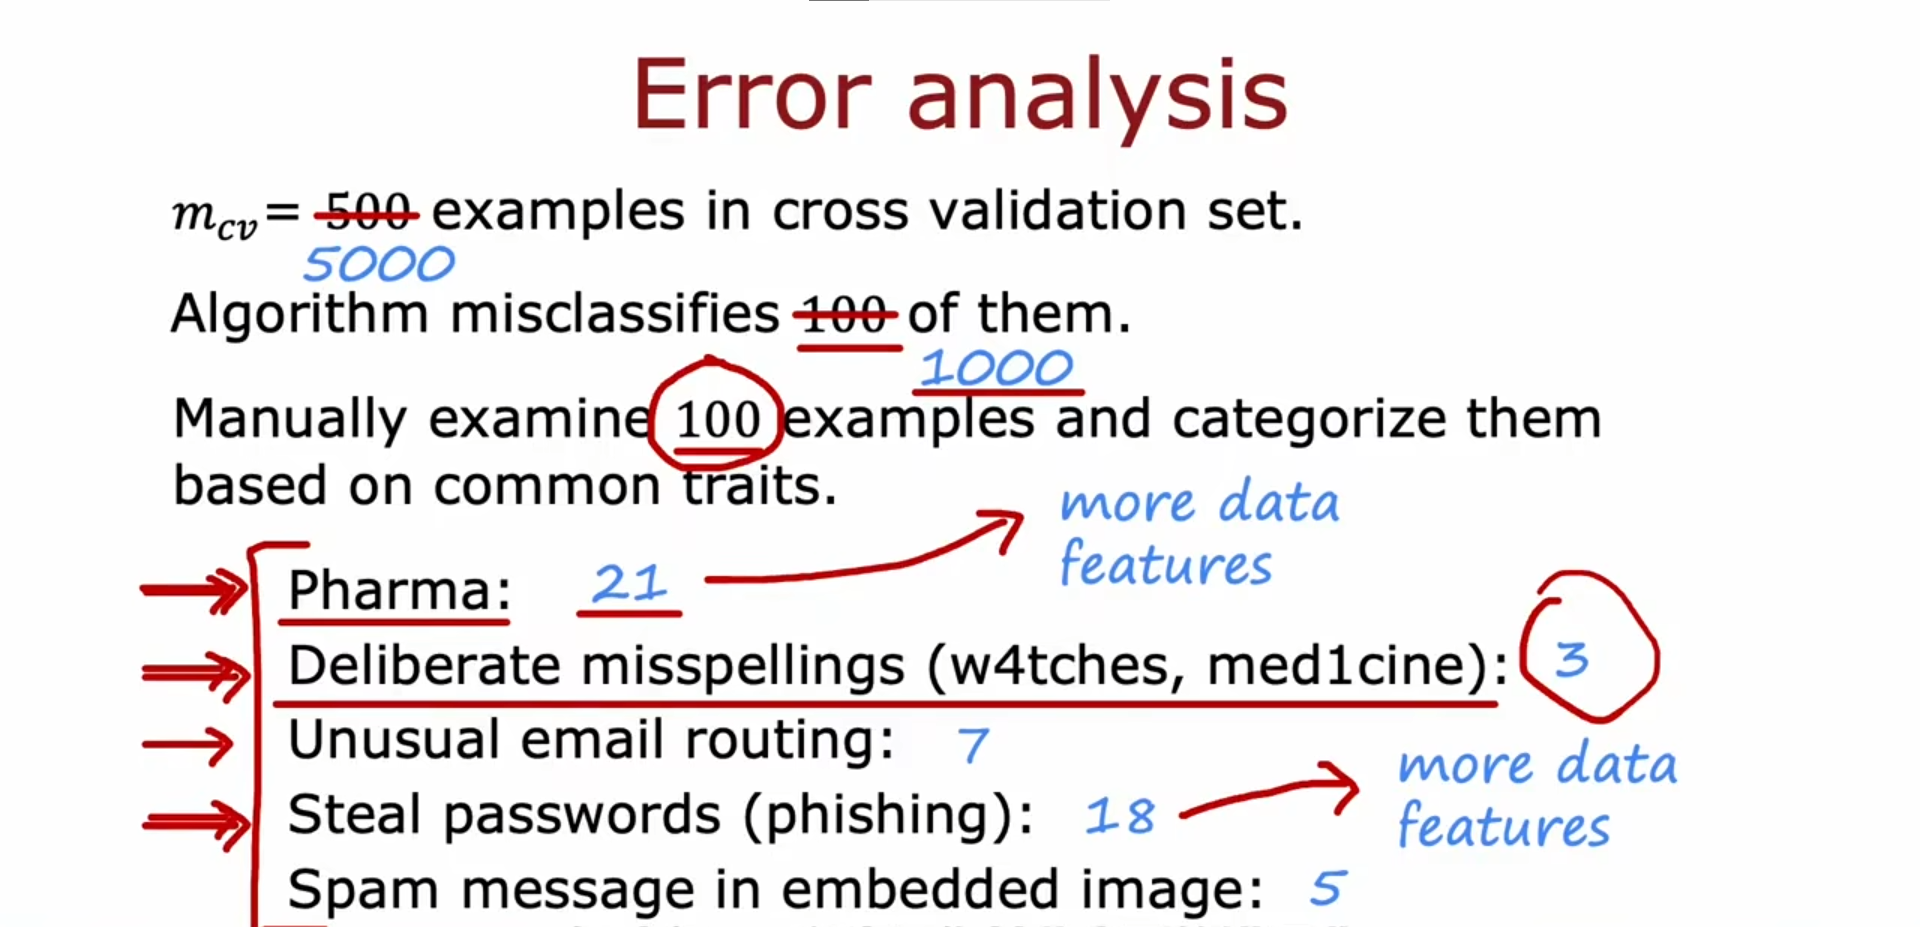 Error analysis
m_cv = 500 examples in cross validation set.
5000
Algorithm misclassifies 100 of them.
1000
Manually examine 100 examples and categorize them
based on common traits.
more data
features
Pharma: 21
Deliberate misspellings (w4tches, med1cine): 3
Unusual email routing: 7
Steal passwords (phishing): 18
more data
features
Spam message in embedded image: 5